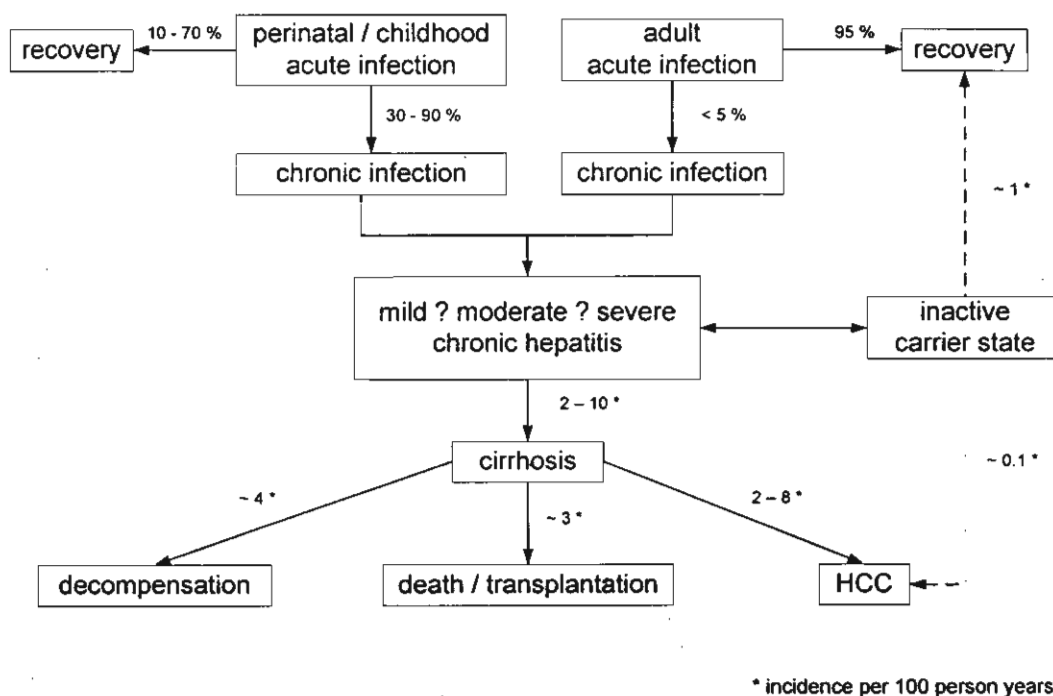 10 - 70 %
perinatal / childhood
acute infection
recovery
adult
acute infection
95 %
recovery
30 - 90 %
< 5 %
chronic infection
chronic infection
~ 1 *
mild ? moderate ? severe
chronic hepatitis
inactive
carrier state
2 – 10 *
cirrhosis
~ 0.1 *
~ 4 *
~ 3 *
2 – 8 *
decompensation
death / transplantation
HCC
* incidence per 100 person years